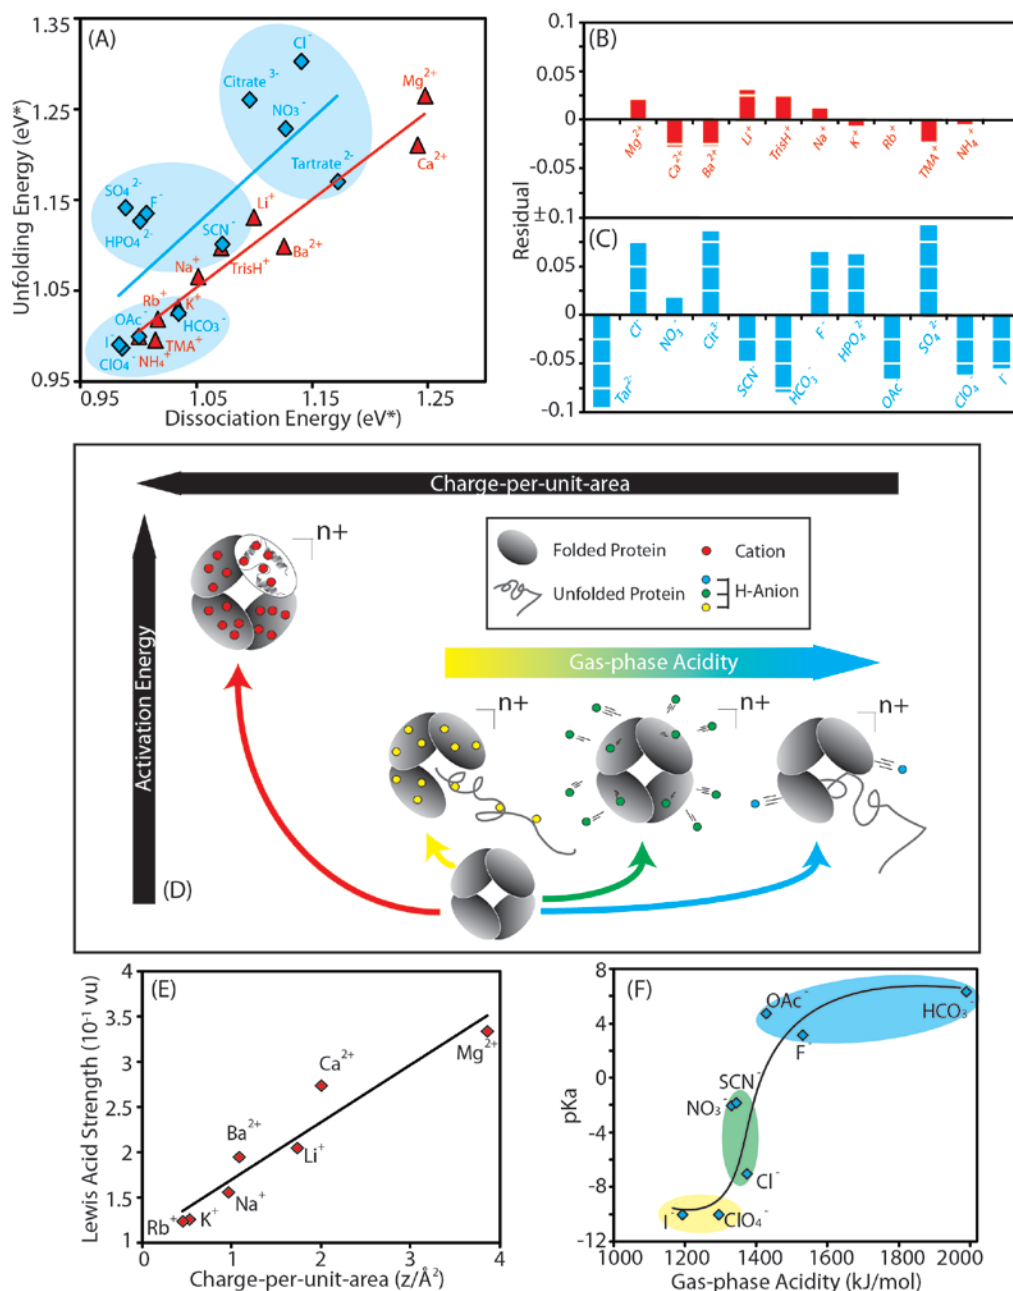 (A)
1.35
1.25
1.15
1.05
0.95
Unfolding Energy (eV*)
Cl⁻
Citrate³⁻
NO₃⁻
Tartrate²⁻
Mg²⁺
Ca²⁺
SO₄²⁻
F⁻
HPO₄²⁻
SCN⁻
Li⁺
Ba²⁺
TrisH⁺
Na⁺
Rb⁺
K⁺
OAc⁻
HCO₃⁻
I⁻
TMA⁺
ClO₄⁻
NH₄⁺
0.95 1.05 1.15 1.25
Dissociation Energy (eV*)
(B)
0.1
0.05
0
-0.05
±0.1
Residual
Mg²⁺ Ca²⁺ Ba²⁺ Li⁺ TrisH⁺ Na⁺ K⁺ Rb⁺ TMA⁺ NH₄⁺
(C)
0.05
0
-0.05
-0.1
Tar²⁻ Cl⁻ NO₃⁻ Cit³⁻ SCN⁻ HCO₃⁻ F⁻ HPO₄²⁻ OAc⁻ SO₄²⁻ ClO₄⁻ I⁻
Charge-per-unit-area
Activation Energy
(D)
n+
Folded Protein
Unfolded Protein
Cation
H-Anion
Gas-phase Acidity
n+
n+
n+
(E)
4
3.5
3
2.5
2
1.5
1
Lewis Acid Strength (10⁻¹ vu)
Mg²⁺
Ca²⁺
Ba²⁺
Li⁺
Na⁺
Rb⁺
K⁺
0 1 2 3 4
Charge-per-unit-area (z/Å²)
(F)
8
4
0
-4
-8
-12
pKa
OAc⁻
HCO₃⁻
F⁻
SCN⁻
NO₃⁻
Cl⁻
I⁻
ClO₄⁻
1000 1200 1400 1600 1800 2000
Gas-phase Acidity (kJ/mol)